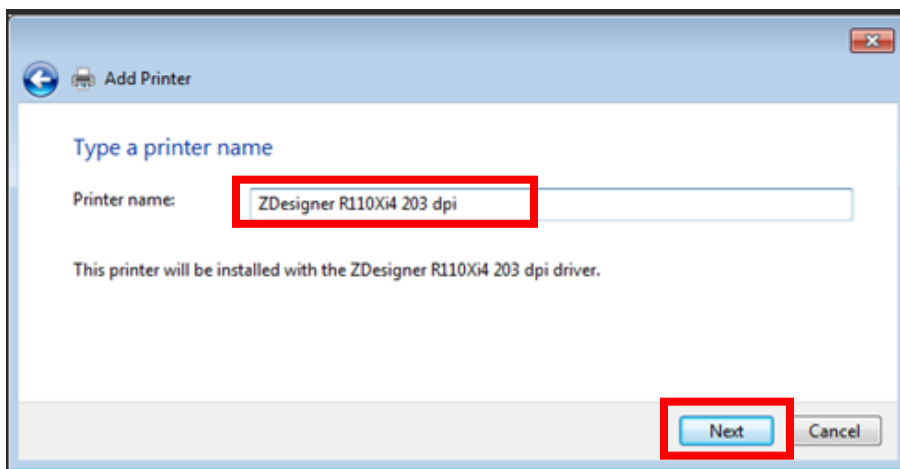 Add Printer
Type a printer name
Printer name: ZDesigner R110Xi4 203 dpi
This printer will be installed with the ZDesigner R110Xi4 203 dpi driver.
Next Cancel